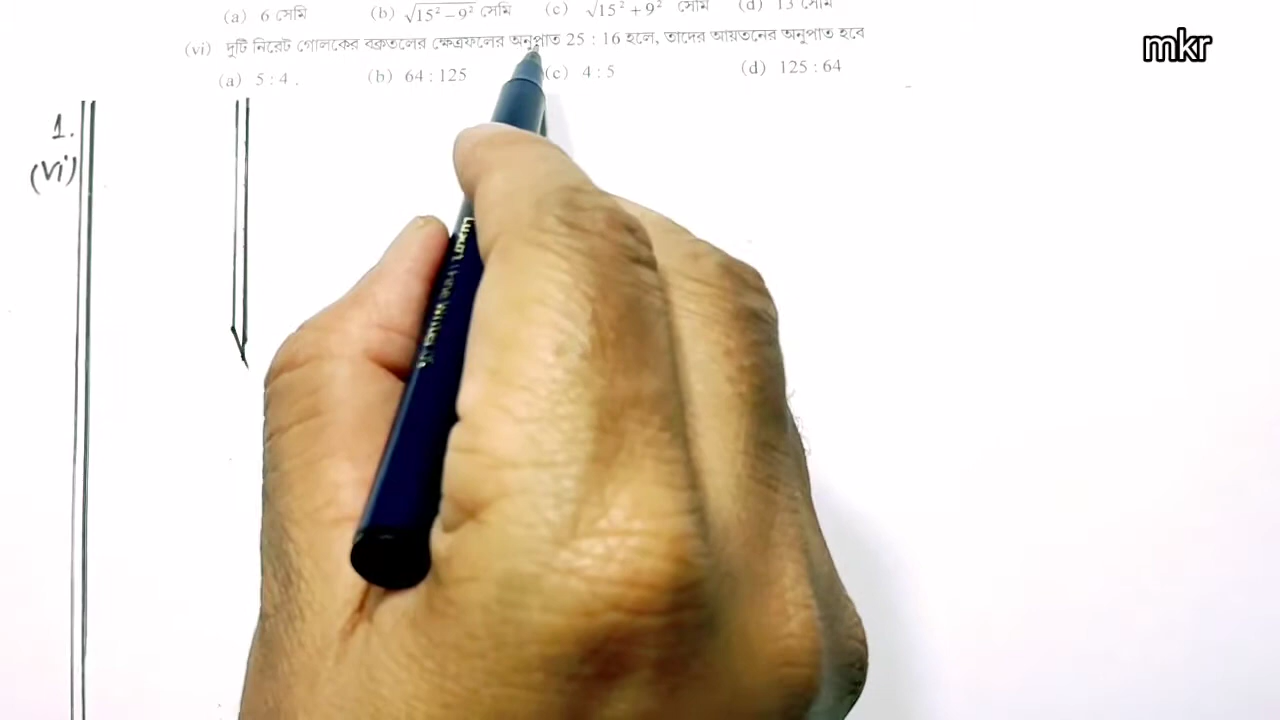 (a) 6 সেমি (b) √15² − 9² সেমি (c) √15² + 9² সেমি (d) 13 সেমি
(vi) দুটি নিরেট গোলকের বক্রতলের ক্ষেত্রফলের অনুপাত 25 : 16 হলে, তাদের আয়তনের অনুপাত হবে
(a) 5 : 4 . (b) 64 : 125 (c) 4 : 5 (d) 125 : 64
mkr
1.
(vi)
Luxor